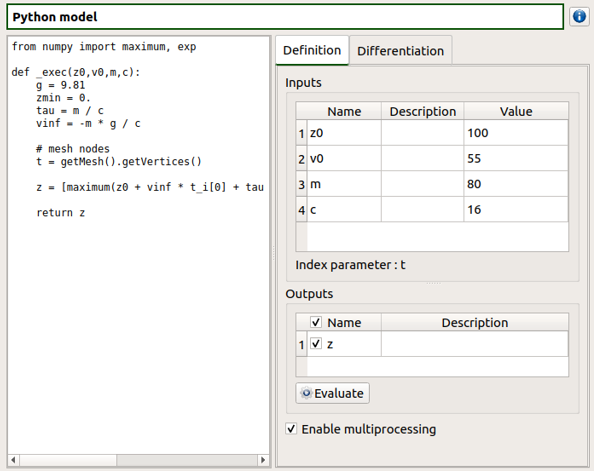 Python model
from numpy import maximum, exp
def _exec(z0,v0,m,c):
    g = 9.81
    zmin = 0.
    tau = m / c
    vinf = -m * g / c
    # mesh nodes
    t = getMesh().getVertices()
    z = [maximum(z0 + vinf * t_i[0] + tau
    return z
Definition Differentiation
Inputs
Name Description Value
1 z0 100
2 v0 55
3 m 80
4 c 16
Index parameter : t
Outputs
Name Description
1 z
Evaluate
Enable multiprocessing